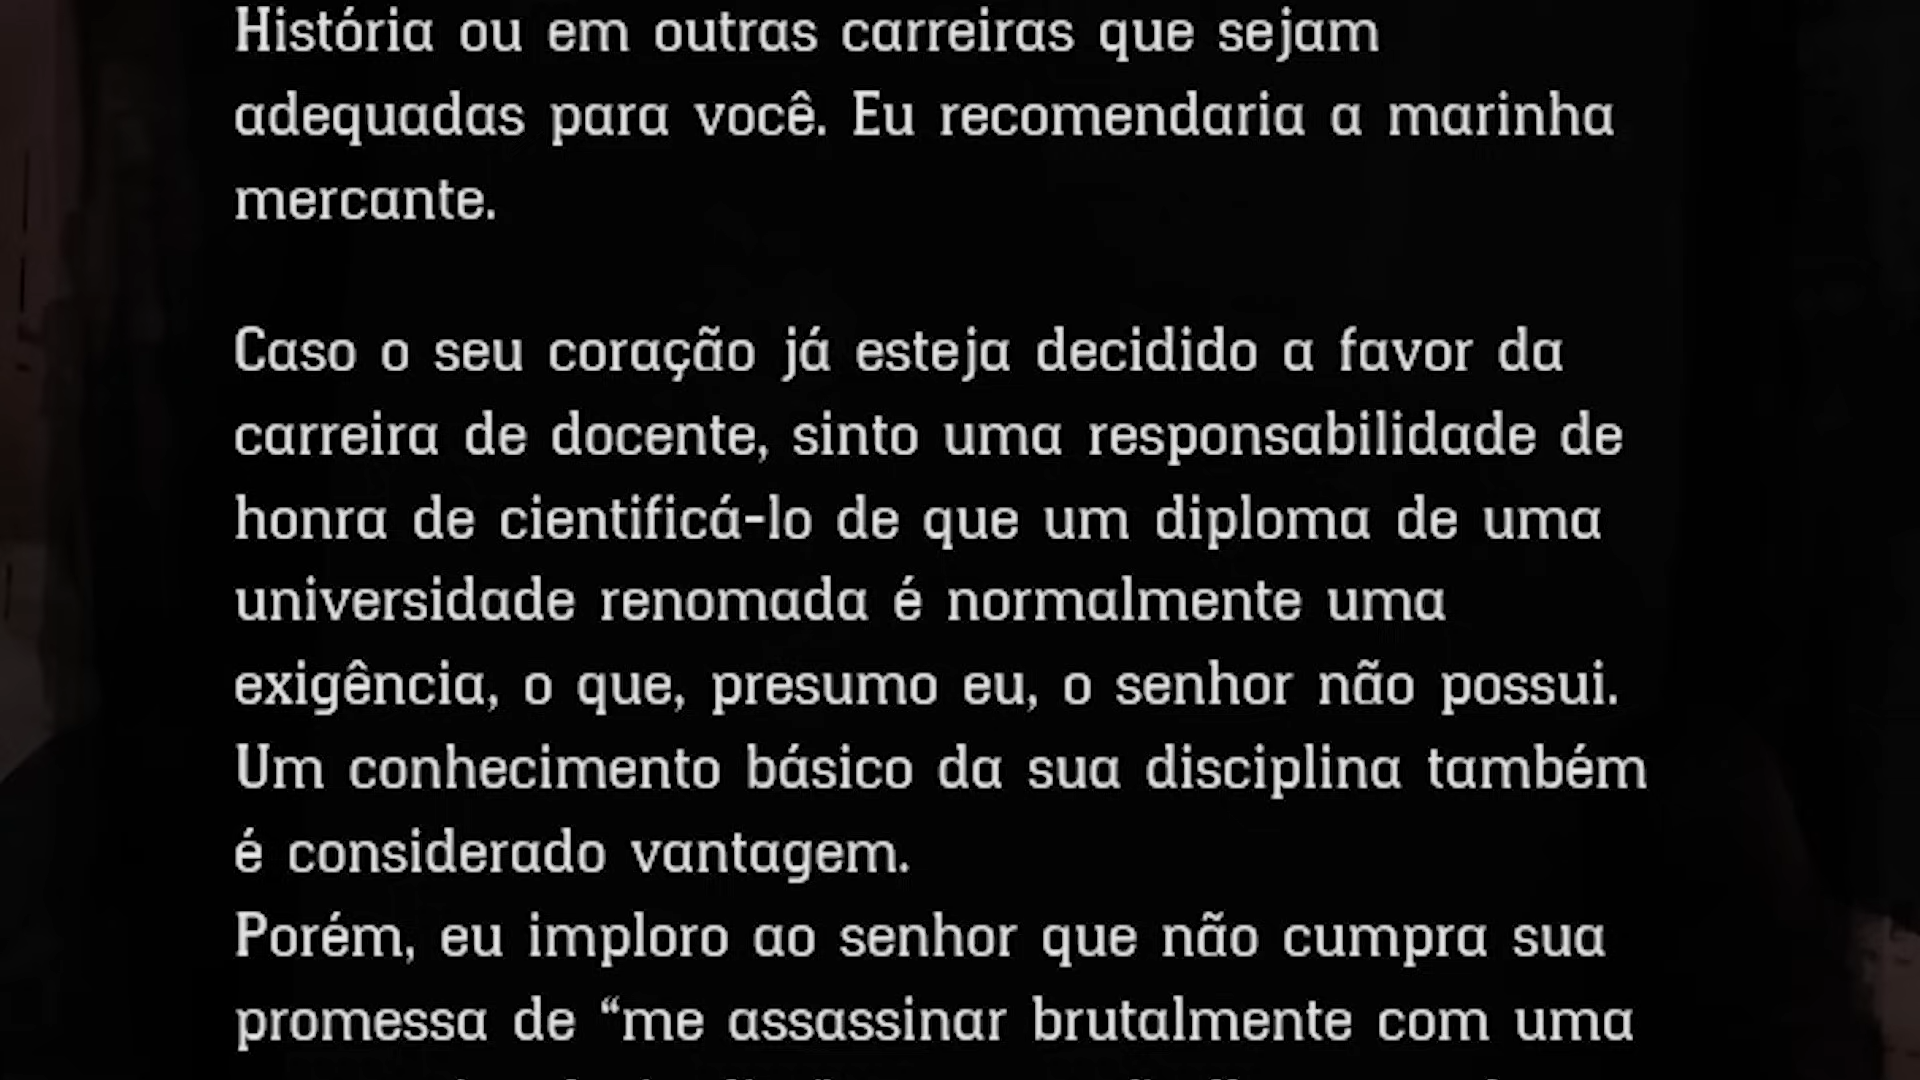 História ou em outras carreiras que sejam
adequadas para você. Eu recomendaria a marinha
mercante.
Caso o seu coração já esteja decidido a favor da
carreira de docente, sinto uma responsabilidade de
honra de cientificá-lo de que um diploma de uma
universidade renomada é normalmente uma
exigência, o que, presumo eu, o senhor não possui.
Um conhecimento básico da sua disciplina também
é considerado vantagem.
Porém, eu imploro ao senhor que não cumpra sua
promessa de “me assassinar brutalmente com uma